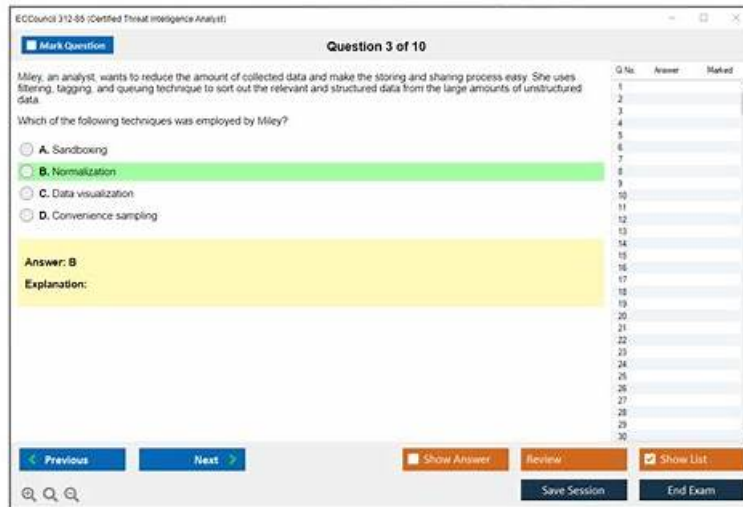 ECCouncil 312-85 (Certified Threat Intelligence Analyst)
Mark Question
Question 3 of 10
Miley, an analyst, wants to reduce the amount of collected data and make the storing and sharing process easy. She uses
filtering, tagging, and queuing technique to sort out the relevant and structured data from the large amounts of unstructured
data.
Which of the following techniques was employed by Miley?
A. Sandboxing
B. Normalization
C. Data visualization
D. Convenience sampling
Answer: B
Explanation:
Q No. Answer Marked
1
2
3
4
5
6
7
8
9
10
11
12
13
14
15
16
17
18
19
20
21
22
23
24
25
26
27
28
29
30
Previous
Next
Show Answer
Review
Show List
Save Session
End Exam